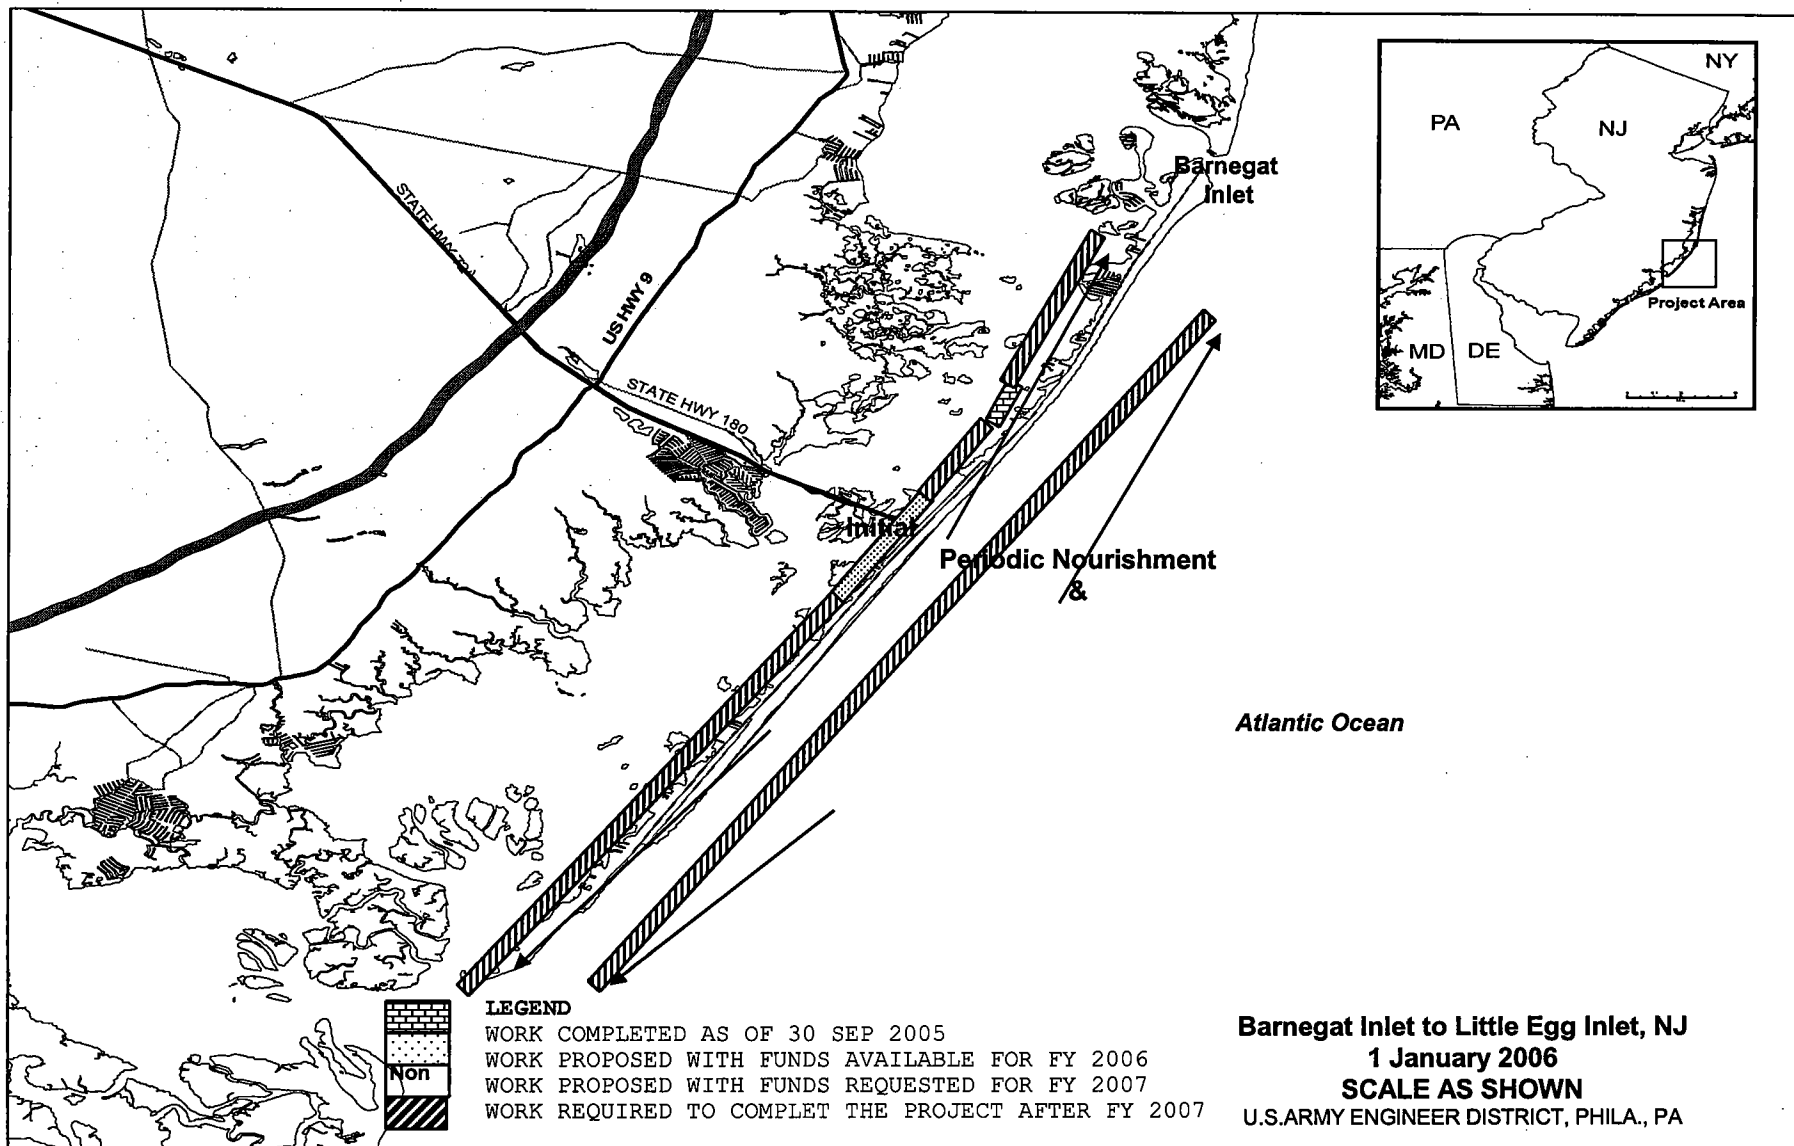 NY
PA
NJ
Project Area
MD
DE
Barnegat
Inlet
STATE HWY 72
US HWY 9
STATE HWY 180
Initial
Periodic Nourishment
&
Atlantic Ocean
LEGEND
WORK COMPLETED AS OF 30 SEP 2005
WORK PROPOSED WITH FUNDS AVAILABLE FOR FY 2006
Non
WORK PROPOSED WITH FUNDS REQUESTED FOR FY 2007
WORK REQUIRED TO COMPLET THE PROJECT AFTER FY 2007
Barnegat Inlet to Little Egg Inlet, NJ
1 January 2006
SCALE AS SHOWN
U.S.ARMY ENGINEER DISTRICT, PHILA., PA